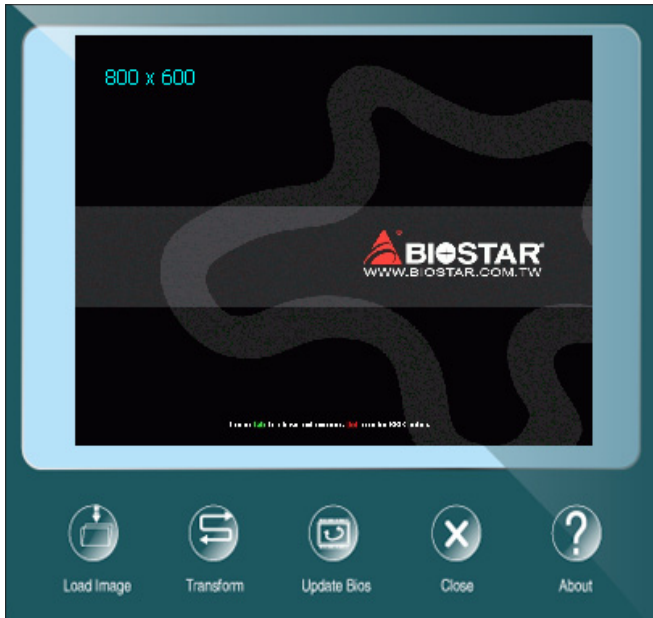 800 x 600
BIOSTAR
WWW.BIOSTAR.COM.TW
Load Image
Transform
Update Bios
Close
About